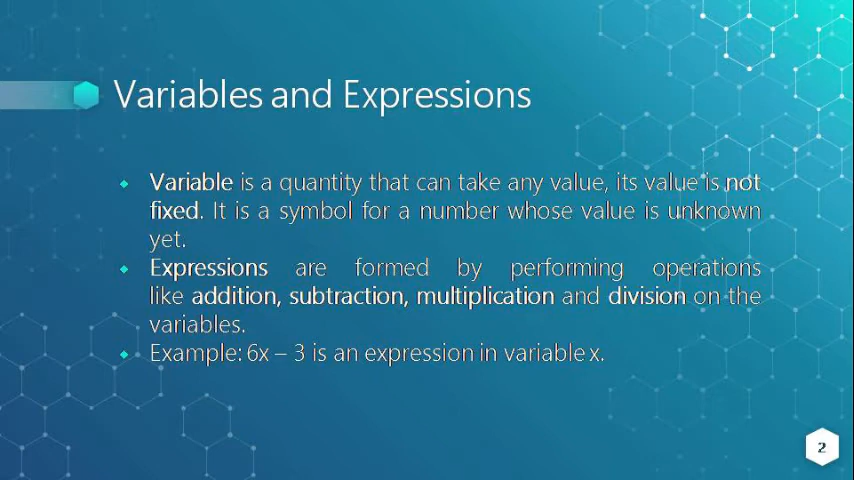 Variables and Expressions
Variable is a quantity that can take any value, its value is not
fixed. It is a symbol for a number whose value is unknown
yet.
Expressions are formed by performing operations
like addition, subtraction, multiplication and division on the
variables.
Example: 6x – 3 is an expression in variable x.
2